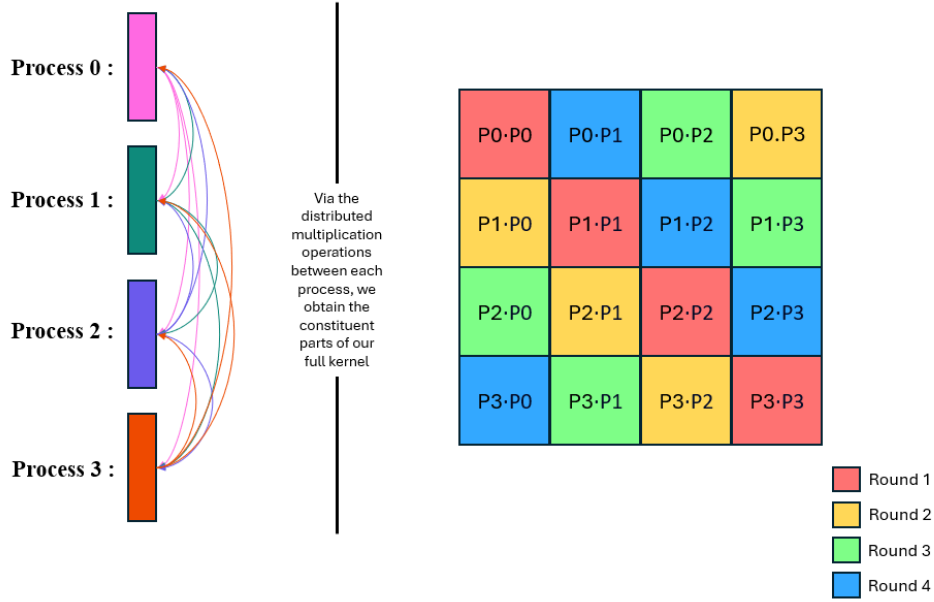 Process 0 :
Process 1 :
Process 2 :
Process 3 :
Via the
distributed
multiplication
operations
between each
process, we
obtain the
constituent
parts of our
full kernel
P0·P0 P0·P1 P0·P2 P0.P3
P1·P0 P1·P1 P1·P2 P1·P3
P2·P0 P2·P1 P2·P2 P2·P3
P3·P0 P3·P1 P3·P2 P3·P3
Round 1
Round 2
Round 3
Round 4